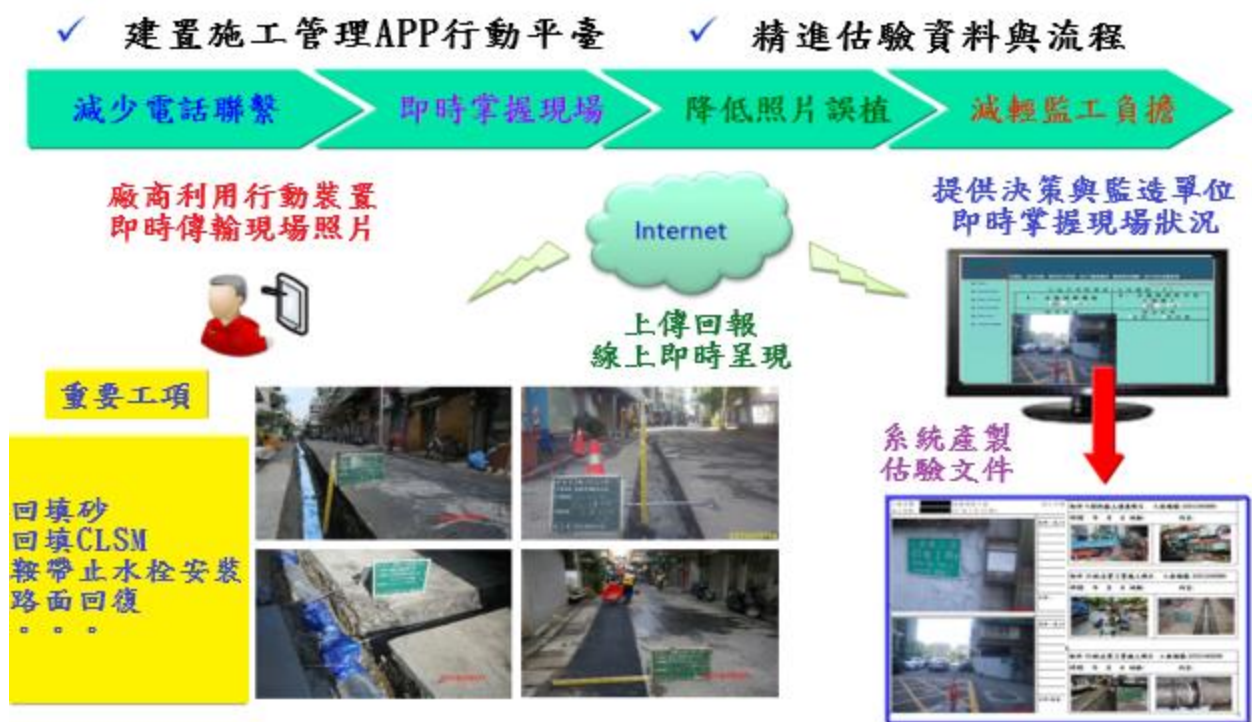 ✓ 建置施工管理APP行動平臺
✓ 精進估驗資料與流程
減少電話聯繫
即時掌握現場
降低照片誤植
減輕監工負擔
廠商利用行動裝置
即時傳輸現場照片
Internet
提供決策與監造單位
即時掌握現場狀況
上傳回報
線上即時呈現
重要工項
回填砂
回填CLSM
鞍帶止水栓安裝
路面回復
。。。
系統產製
估驗文件